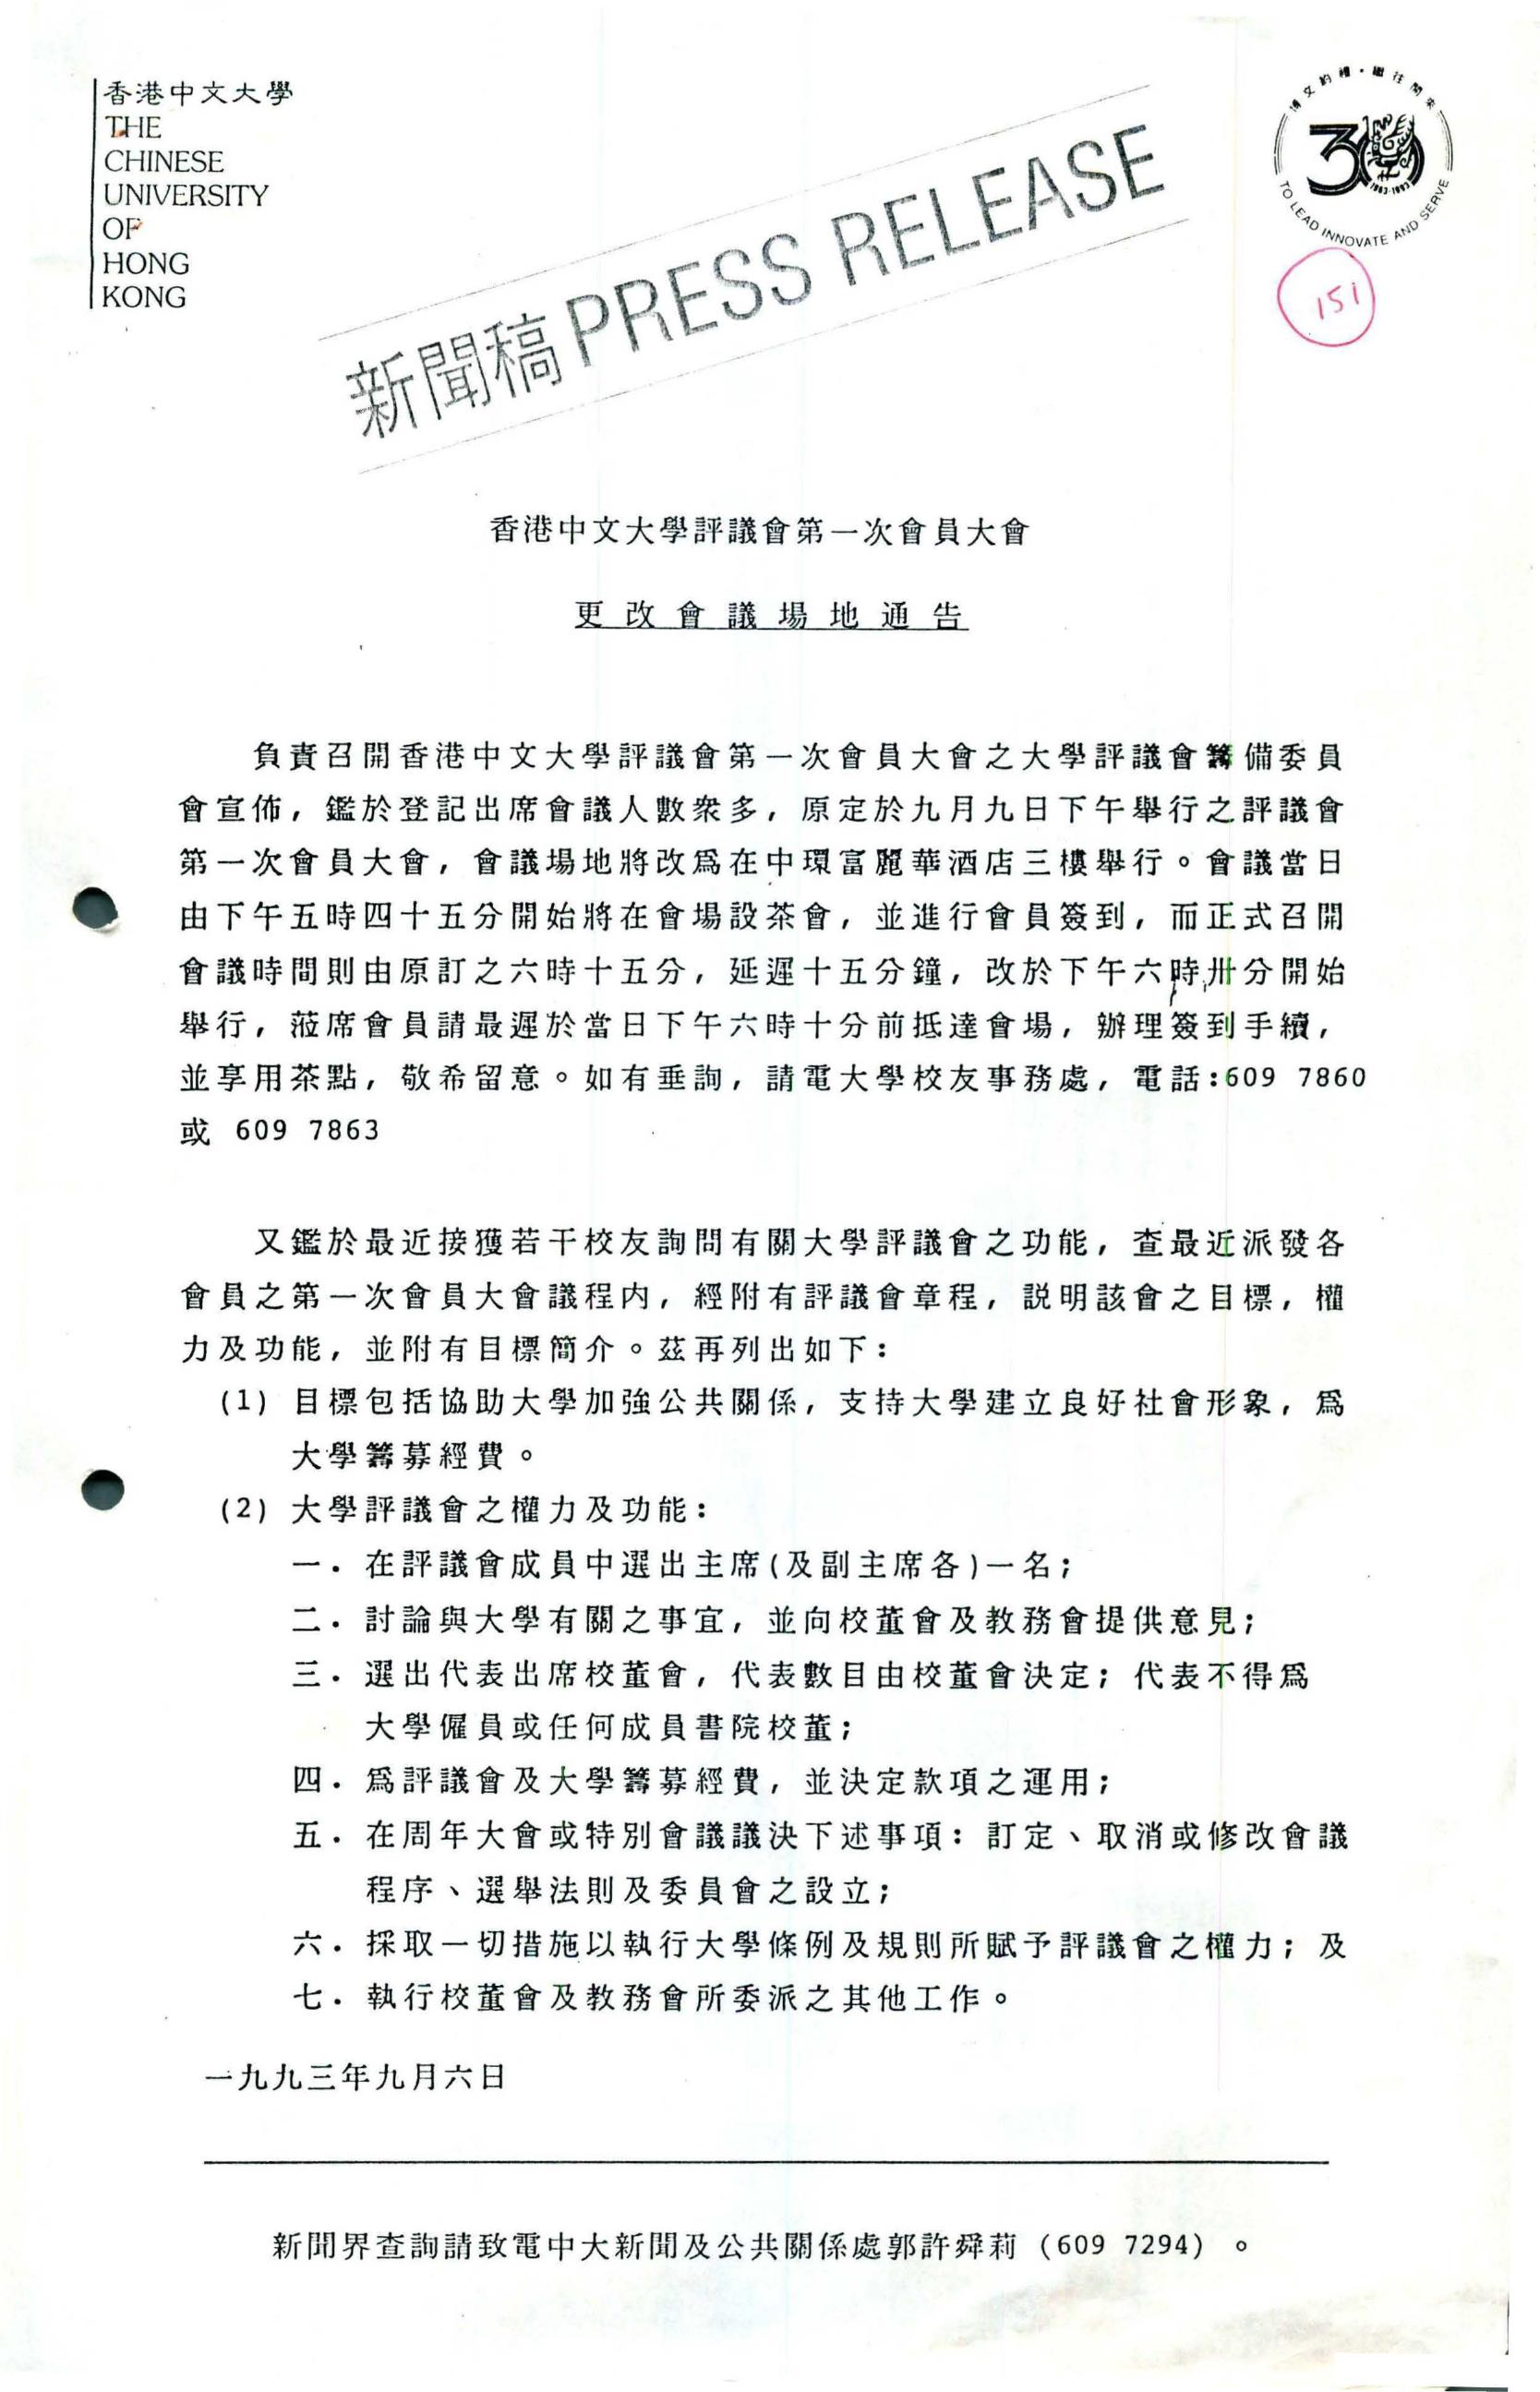 香港中文大學
THE
CHINESE
UNIVERSITY
OF
HONG
KONG
博文約禮·繼往開來
30
1963-1993
TO LEAD INNOVATE AND SERVE
151
新聞稿 PRESS RELEASE
香港中文大學評議會第一次會員大會
更改會議場地通告
負責召開香港中文大學評議會第一次會員大會之大學評議會籌備委員
會宣佈，鑑於登記出席會議人數衆多，原定於九月九日下午舉行之評議會
第一次會員大會，會議場地將改爲在中環富麗華酒店三樓舉行。會議當日
由下午五時四十五分開始將在會場設茶會，並進行會員簽到，而正式召開
會議時間則由原訂之六時十五分，延遲十五分鐘，改於下午六時卅分開始
舉行，蒞席會員請最遲於當日下午六時十分前抵達會場，辦理簽到手續，
並享用茶點，敬希留意。如有垂詢，請電大學校友事務處，電話:609 7860
或 609 7863
又鑑於最近接獲若干校友詢問有關大學評議會之功能，查最近派發各
會員之第一次會員大會議程内，經附有評議會章程，説明該會之目標，權
力及功能，並附有目標簡介。茲再列出如下：
(1) 目標包括協助大學加強公共關係，支持大學建立良好社會形象，爲
大學籌募經費。
(2) 大學評議會之權力及功能：
一. 在評議會成員中選出主席(及副主席各)一名；
二. 討論與大學有關之事宜，並向校董會及教務會提供意見；
三. 選出代表出席校董會，代表數目由校董會決定；代表不得爲
大學僱員或任何成員書院校董；
四. 爲評議會及大學籌募經費，並決定款項之運用；
五. 在周年大會或特別會議議決下述事項：訂定、取消或修改會議
程序、選舉法則及委員會之設立；
六. 採取一切措施以執行大學條例及規則所賦予評議會之權力；及
七. 執行校董會及教務會所委派之其他工作。
一九九三年九月六日
新聞界查詢請致電中大新聞及公共關係處郭許舜莉 (609 7294) 。